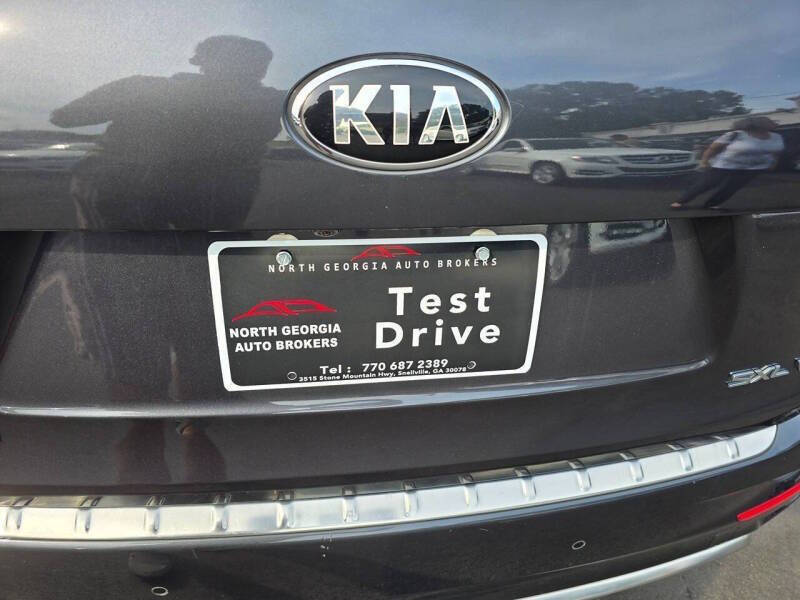 KIA
NORTH GEORGIA AUTO BROKERS
NORTH GEORGIA
AUTO BROKERS
Test
Drive
Tel : 770 687 2389
3515 Stone Mountain Hwy, Snellville, GA 30078
SXL